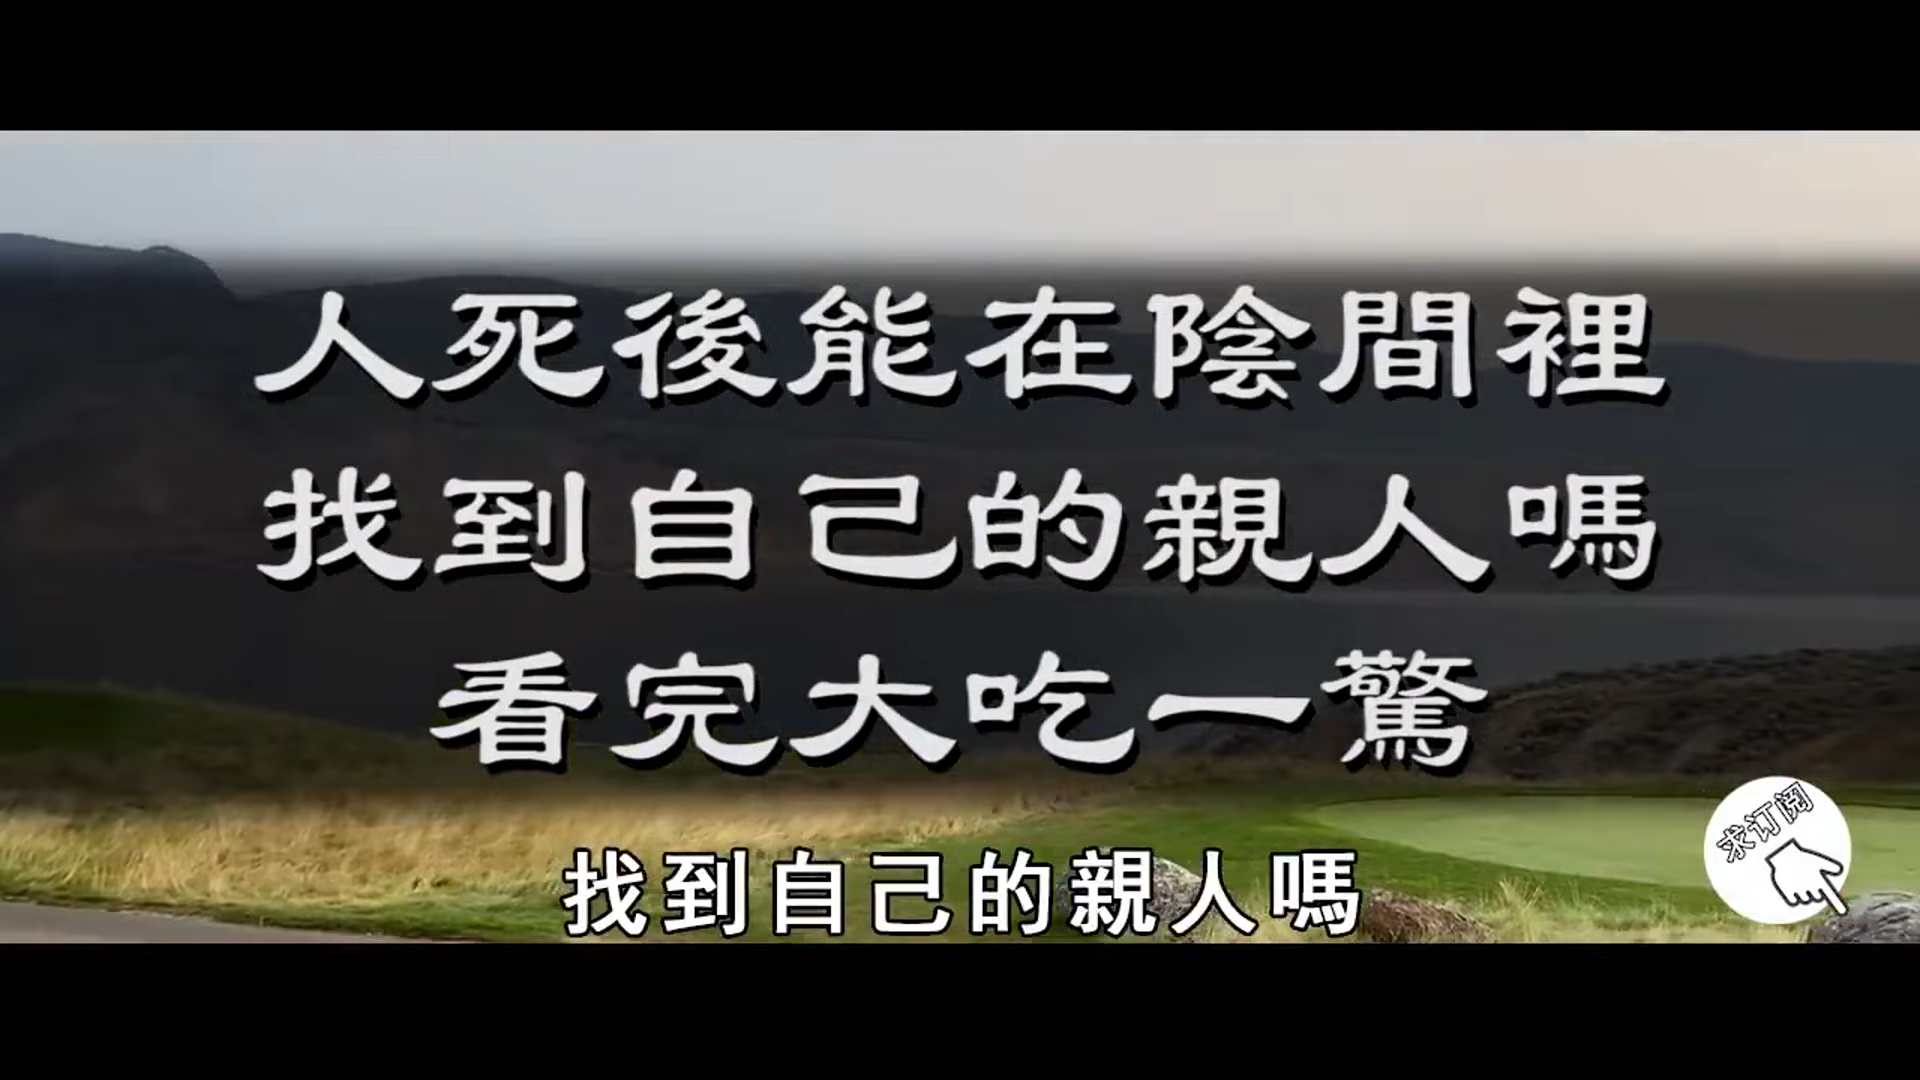 人死後能在陰間裡
找到自己的親人嗎
看完大吃一驚
求订阅
找到自己的親人嗎